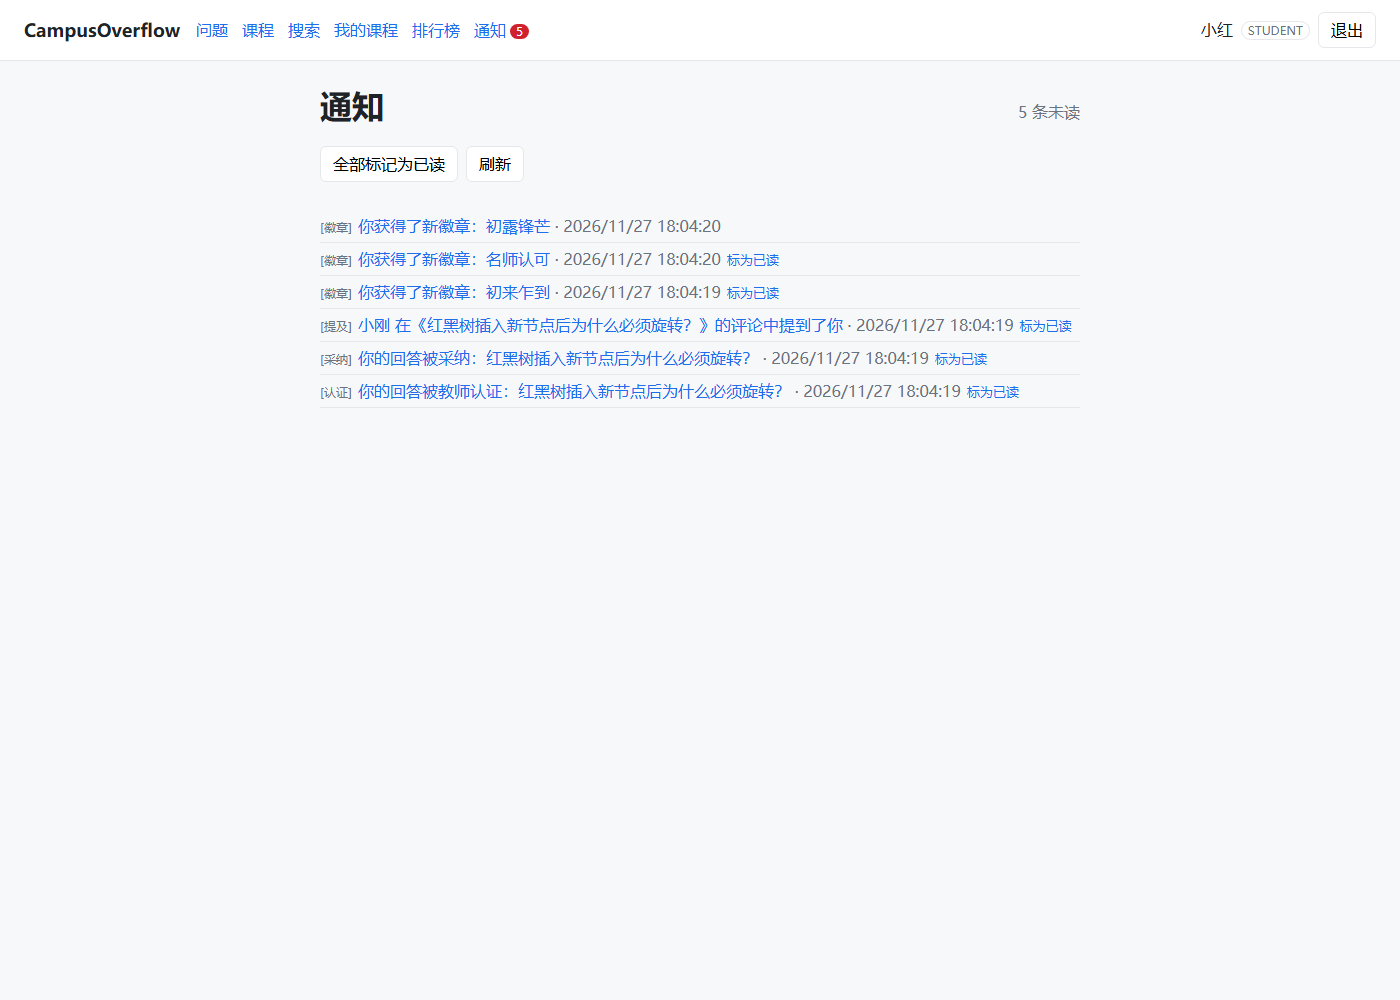 CampusOverflow 问题 课程 搜索 我的课程 排行榜 通知 5 小红 STUDENT 退出
通知 5 条未读
全部标记为已读 刷新
[徽章] 你获得了新徽章：初露锋芒 · 2026/11/27 18:04:20
[徽章] 你获得了新徽章：名师认可 · 2026/11/27 18:04:20 标为已读
[徽章] 你获得了新徽章：初来乍到 · 2026/11/27 18:04:19 标为已读
[提及] 小刚 在《红黑树插入新节点后为什么必须旋转？》的评论中提到了你 · 2026/11/27 18:04:19 标为已读
[采纳] 你的回答被采纳：红黑树插入新节点后为什么必须旋转？ · 2026/11/27 18:04:19 标为已读
[认证] 你的回答被教师认证：红黑树插入新节点后为什么必须旋转？ · 2026/11/27 18:04:19 标为已读